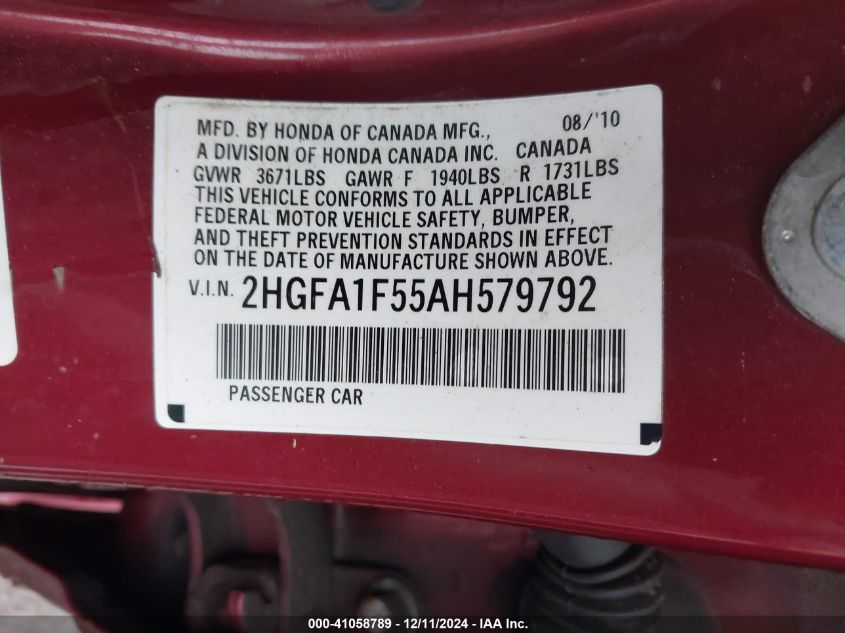 MFD. BY HONDA OF CANADA MFG., 08/'10
A DIVISION OF HONDA CANADA INC. CANADA
GVWR 3671LBS GAWR F 1940LBS R 1731LBS
THIS VEHICLE CONFORMS TO ALL APPLICABLE
FEDERAL MOTOR VEHICLE SAFETY, BUMPER,
AND THEFT PREVENTION STANDARDS IN EFFECT
ON THE DATE OF MANUFACTURE SHOWN ABOVE.
V.I.N. 2HGFA1F55AH579792
PASSENGER CAR
000-41058789 - 12/11/2024 - IAA Inc.